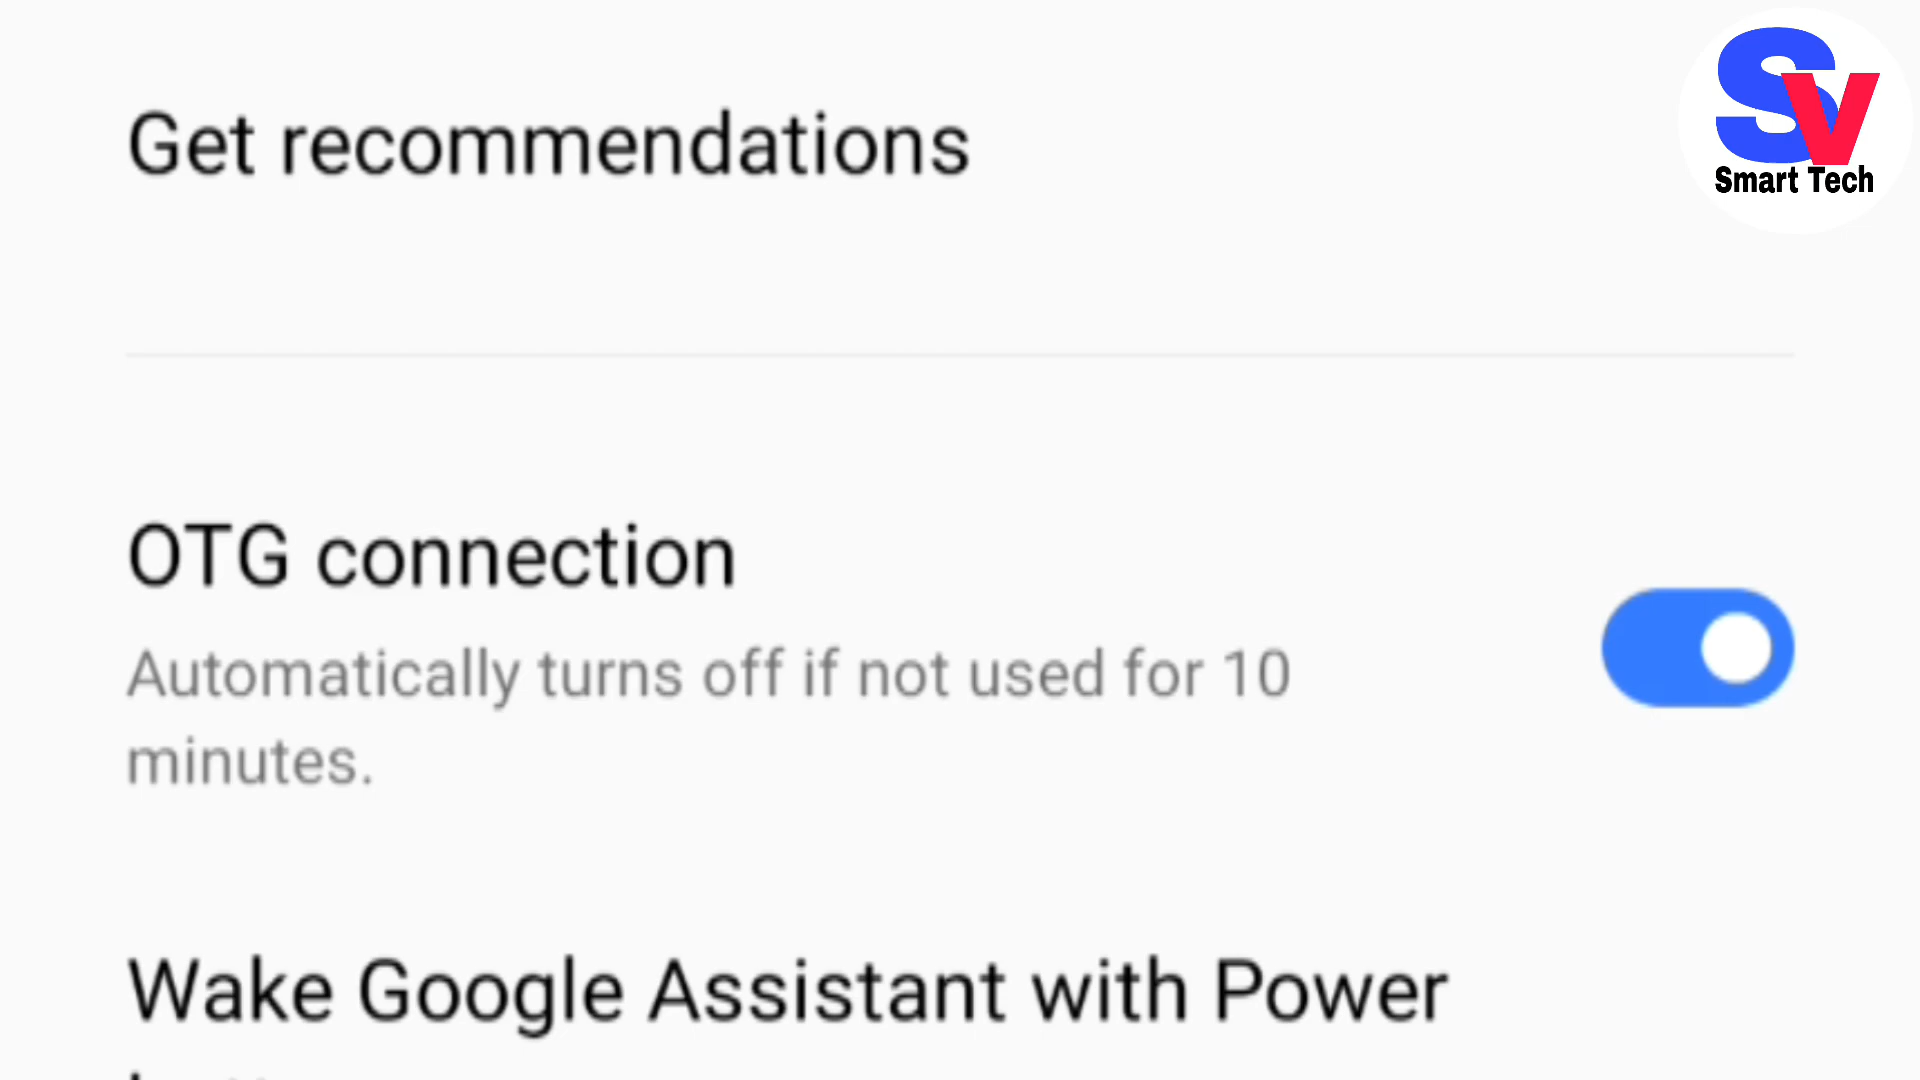 SV
Smart Tech
Get recommendations
OTG connection
Automatically turns off if not used for 10
minutes.
Wake Google Assistant with Power